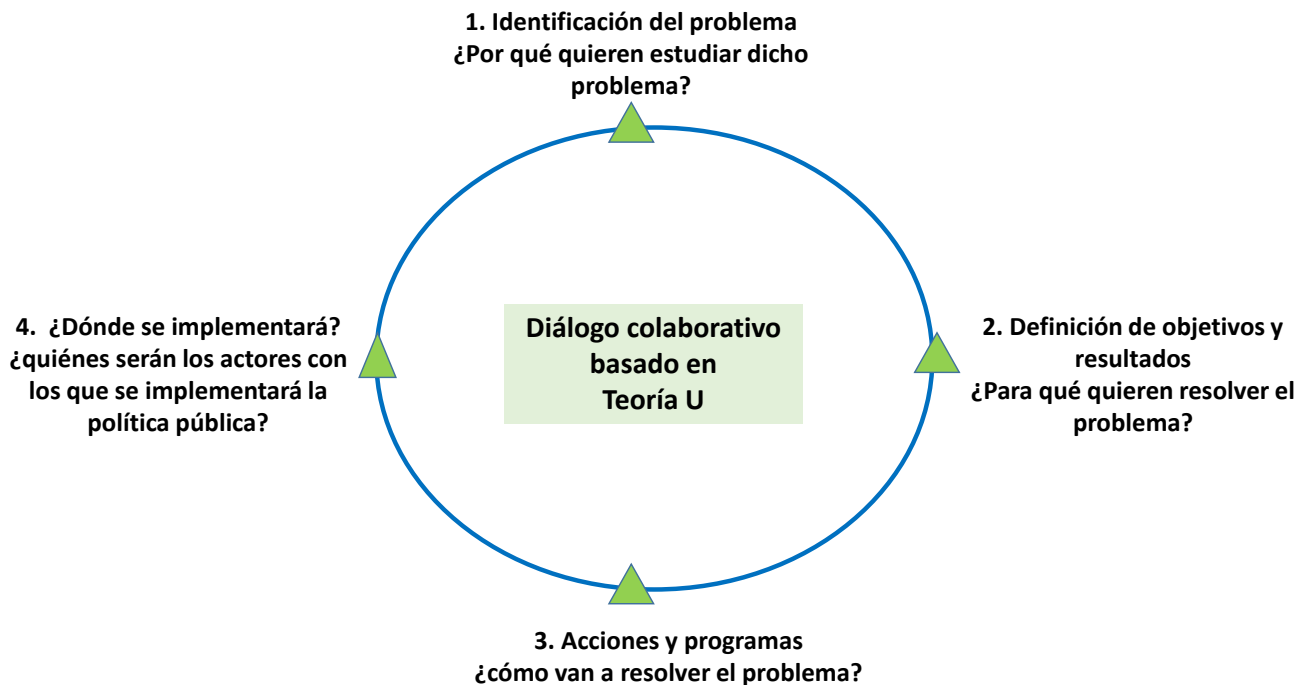 1. Identificación del problema
¿Por qué quieren estudiar dicho
problema?
Diálogo colaborativo
basado en
Teoría U
2. Definición de objetivos y
resultados
¿Para qué quieren resolver el
problema?
3. Acciones y programas
¿cómo van a resolver el problema?
4. ¿Dónde se implementará?
¿quiénes serán los actores con
los que se implementará la
política pública?